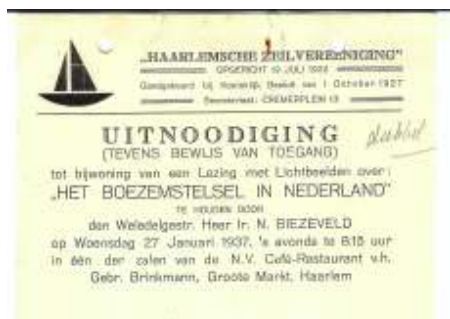 „HAARLEMSCHE ZEILVEREENIGING"
OPGERICHT 19 JULI 1922
Goedgekeurd bij Koninklijk Besluit van 1 October 1927
Secretariaat: CREMERPLEIN 13
UITNOODIGING
dubbel
(TEVENS BEWIJS VAN TOEGANG)
tot bijwoning van een Lezing met Lichtbeelden over:
„HET BOEZEMSTELSEL IN NEDERLAND"
TE HOUDEN DOOR
den Weledelgestr. Heer Ir. N. BIEZEVELD
op Woensdag 27 Januari 1937, 's avonds te 8.15 uur
in één der zalen van de N.V. Café-Restaurant v.h.
Gebr. Brinkmann, Groote Markt, Haarlem